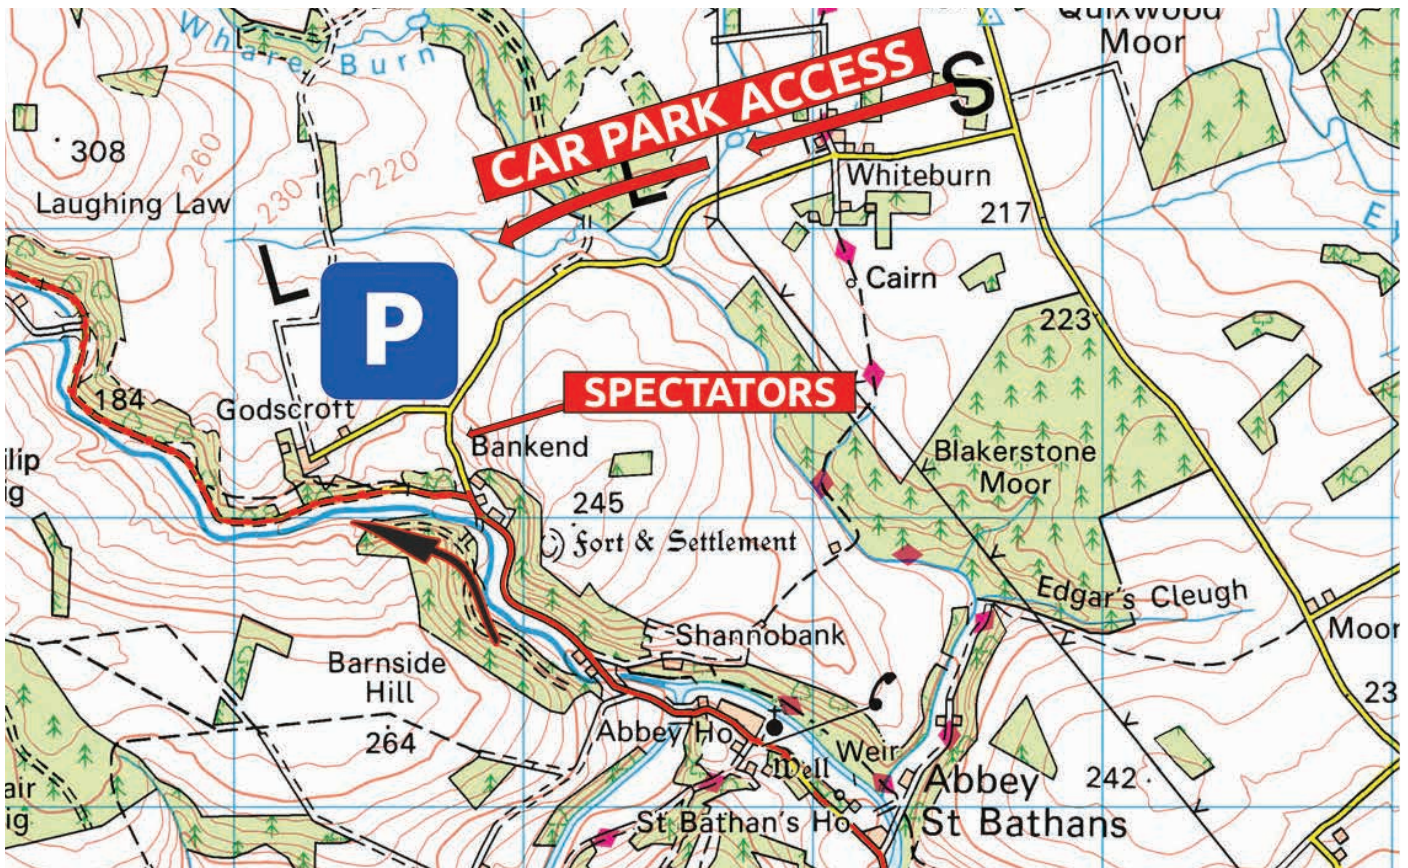 Whare Burn
Quixwood
Moor
CAR PARK ACCESS
S
308
260
230
220
L
Whiteburn
Laughing Law
217
L
Cairn
P
223
184
Godscroft
SPECTATORS
Bankend
Blakerstone
Moor
245
Fort & Settlement
Edgar's Cleugh
Shannobank
Moor
Barnside
Hill
264
Abbey Ho
Weir
Well
23
Abbey
St Bathans
242
St Bathan's Ho